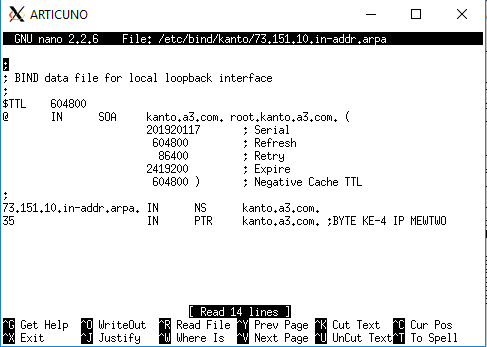 ARTICUNO
GNU nano 2.2.6 File: /etc/bind/kanto/73.151.10.in-addr.arpa
;
; BIND data file for local loopback interface
;
$TTL 604800
@ IN SOA kanto.a3.com. root.kanto.a3.com. (
201920117 ; Serial
604800 ; Refresh
86400 ; Retry
2419200 ; Expire
604800 ) ; Negative Cache TTL
;
73.151.10.in-addr.arpa. IN NS kanto.a3.com.
35 IN PTR kanto.a3.com. ;BYTE KE-4 IP MEWTWO
[ Read 14 lines ]
^G Get Help ^O WriteOut ^R Read File ^Y Prev Page ^K Cut Text ^C Cur Pos
^X Exit ^J Justify ^W Where Is ^V Next Page ^U UnCut Text ^T To Spell